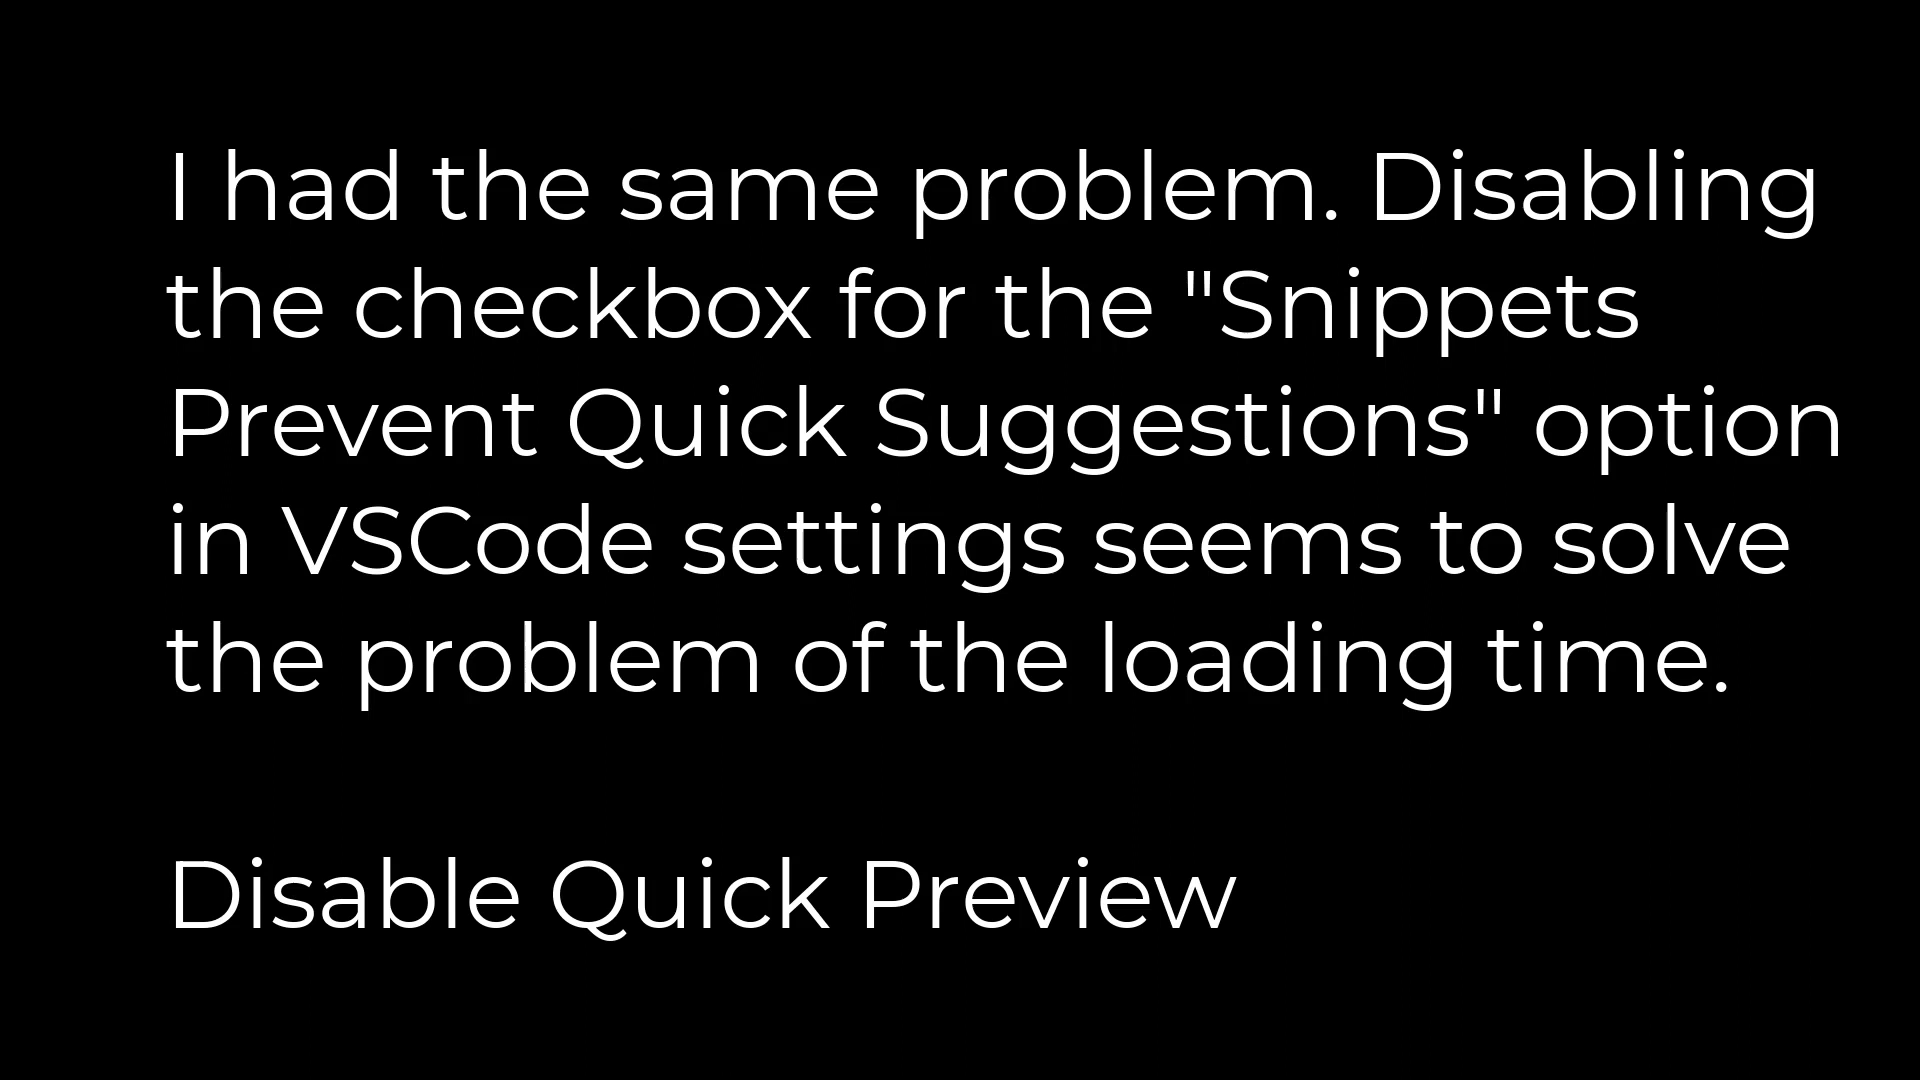 I had the same problem. Disabling
the checkbox for the "Snippets
Prevent Quick Suggestions" option
in VSCode settings seems to solve
the problem of the loading time.
Disable Quick Preview